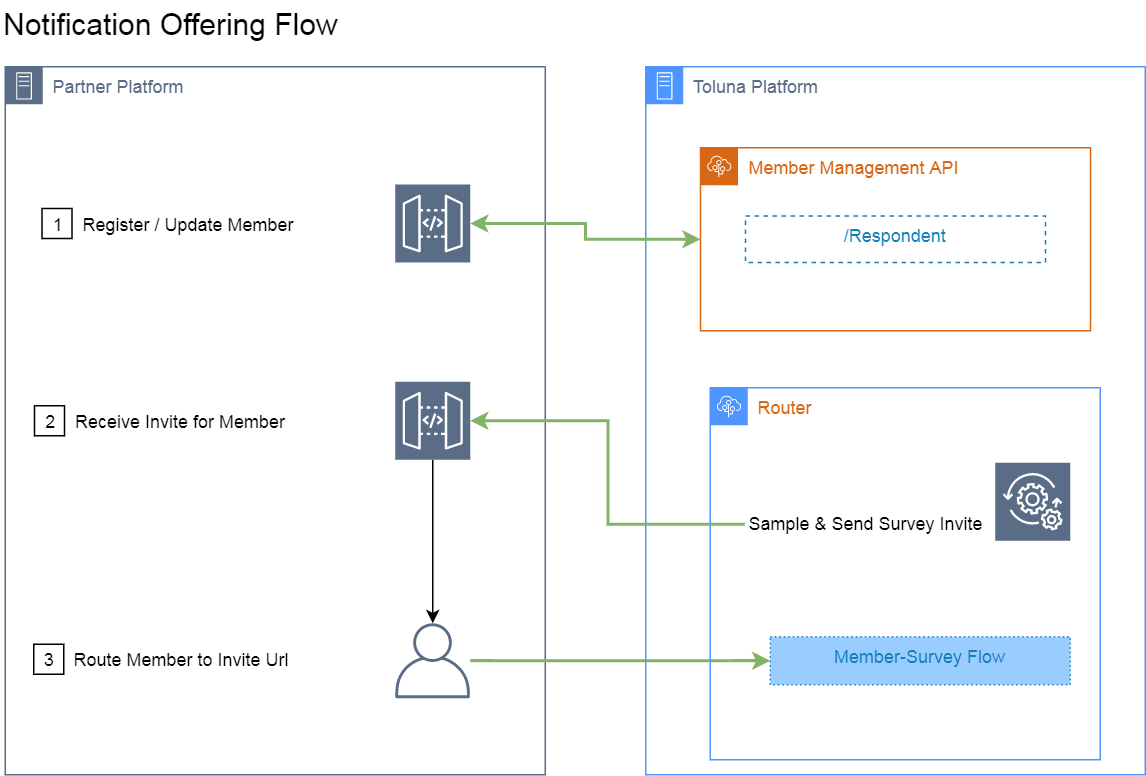 Notification Offering Flow
Partner Platform
Toluna Platform
Member Management API
1
Register / Update Member
</>
/Respondent
2
Receive Invite for Member
</>
Router
Sample & Send Survey Invite
3
Route Member to Invite Url
Member-Survey Flow